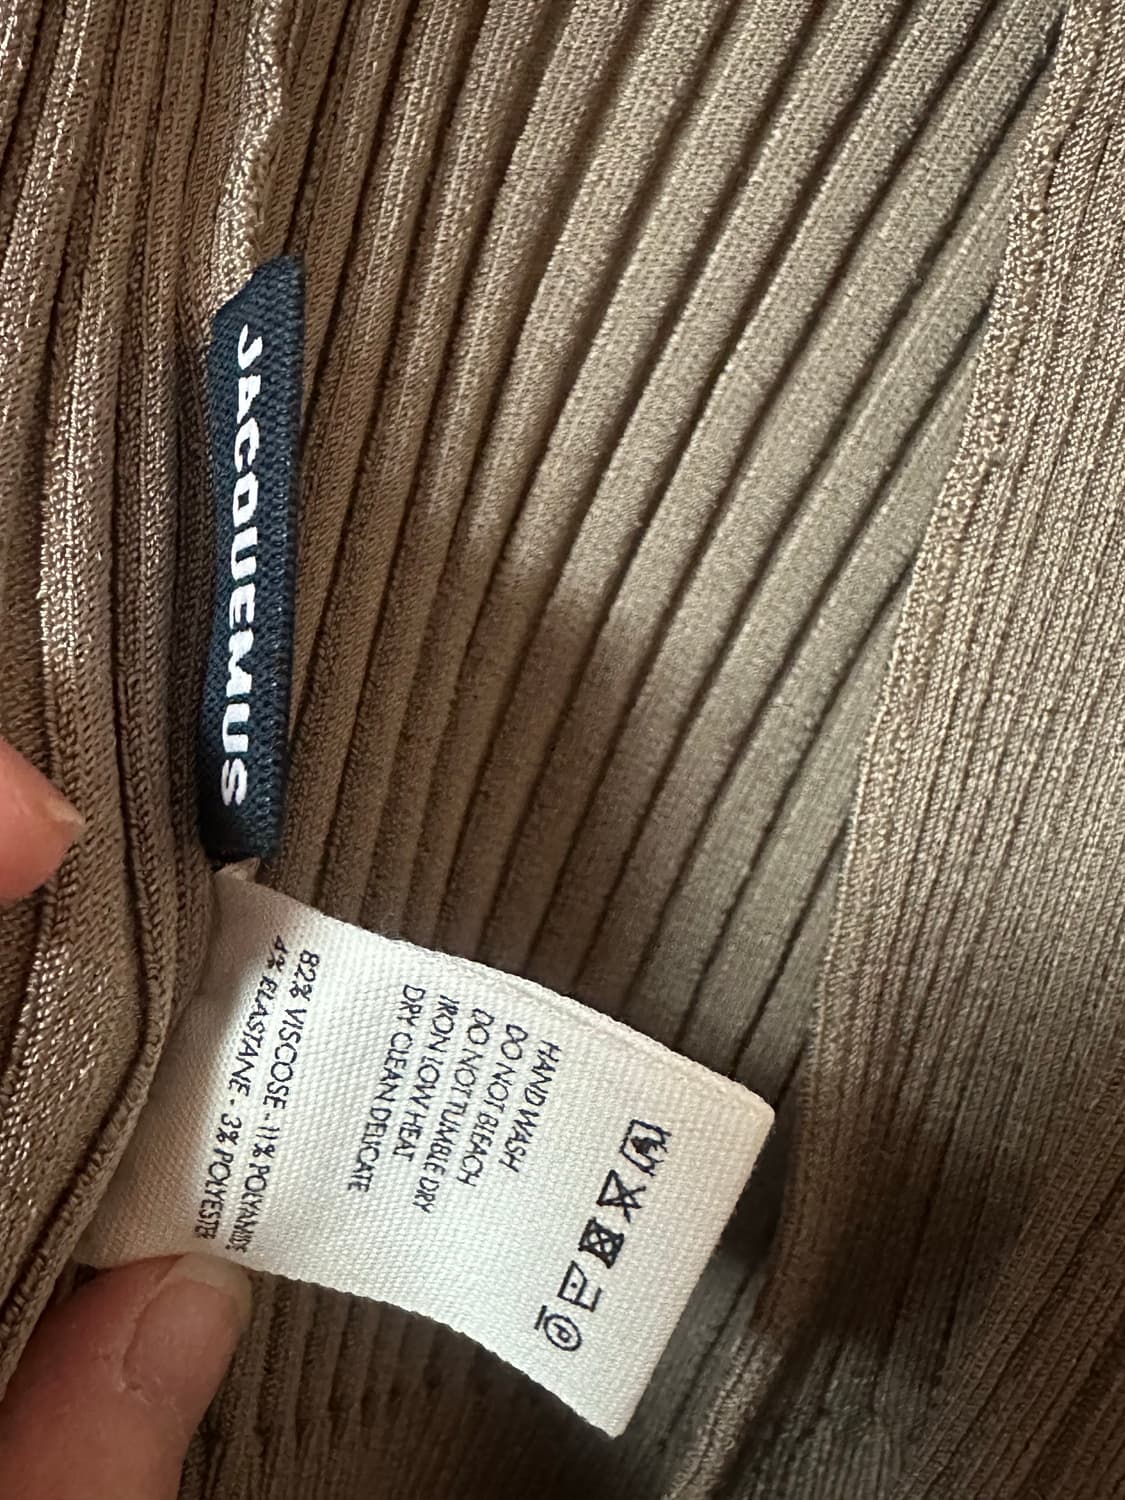 JACQUEMUS
HAND WASH
DO NOT BLEACH
DO NOT TUMBLE DRY
IRON LOW HEAT
DRY CLEAN DELICATE
82% VISCOSE - 11% POLYAMIDE
4% ELASTANE - 3% POLYESTER
P